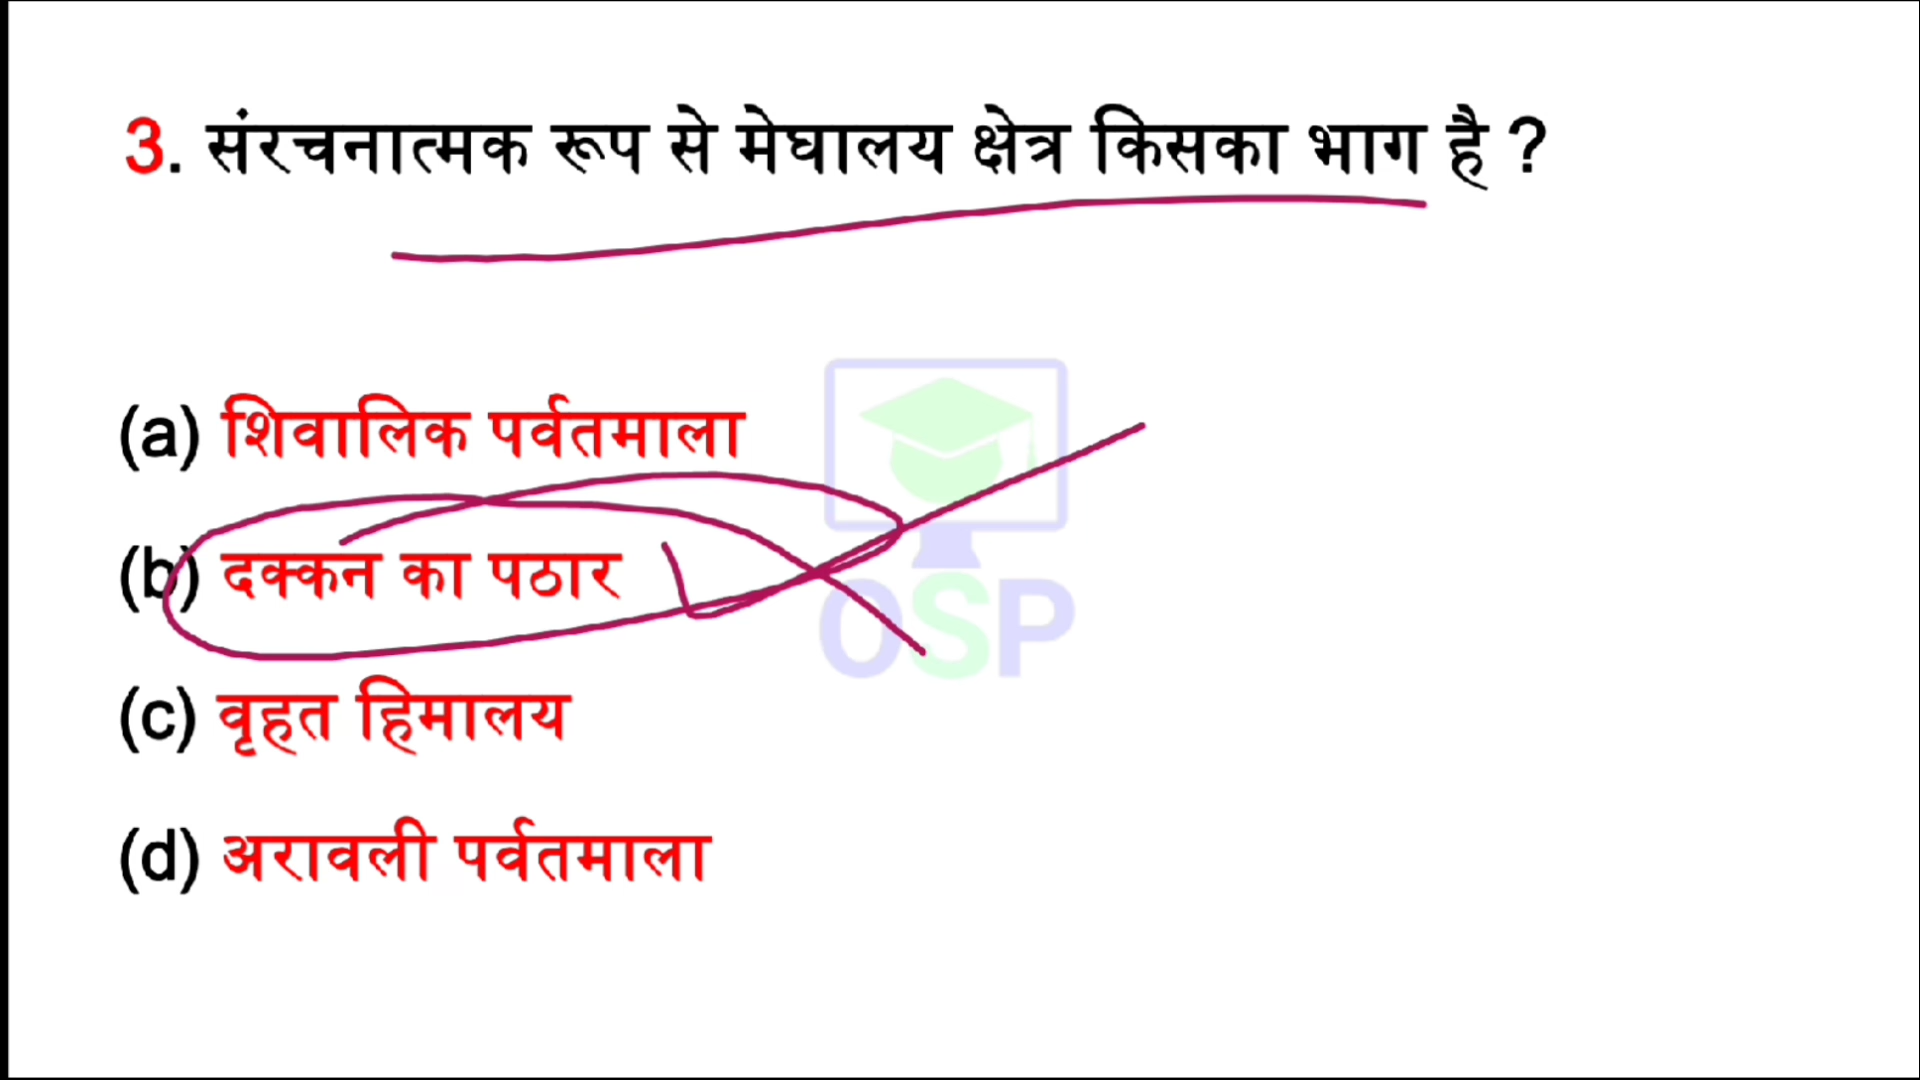 3. संरचनात्मक रूप से मेघालय क्षेत्र किसका भाग है ?
(a) शिवालिक पर्वतमाला
(b) दक्कन का पठार
OSP
(c) वृहत हिमालय
(d) अरावली पर्वतमाला